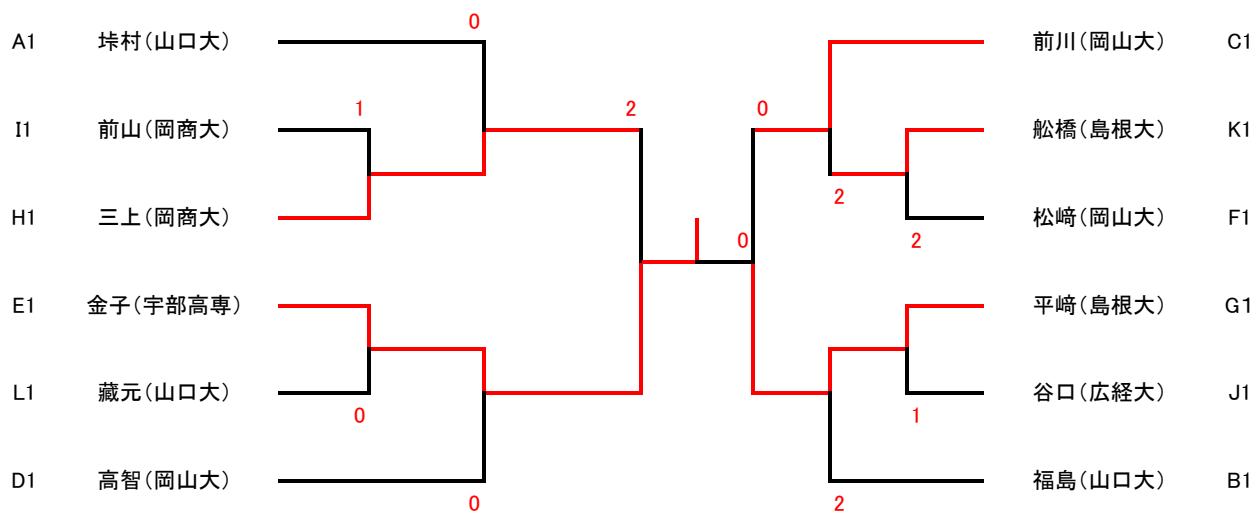 0
A1 垰村(山口大) 前川(岡山大) C1
1 2 0
I1 前山(岡商大) 舩橋(島根大) K1
2
H1 三上(岡商大) 松﨑(岡山大) F1
0 2
E1 金子(宇部高専) 平﨑(島根大) G1
L1 藏元(山口大) 谷口(広経大) J1
0 1
D1 高智(岡山大) 福島(山口大) B1
0 2